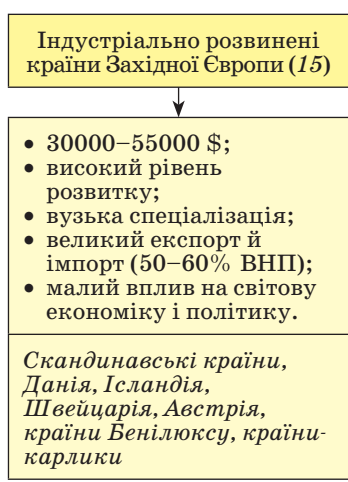 Індустріально розвинені
країни Західної Європи (15)
• 30000–55000 $;
• високий рівень
розвитку;
• вузька спеціалізація;
• великий експорт й
імпорт (50–60% ВНП);
• малий вплив на світову
економіку і політику.
Скандинавські країни,
Данія, Ісландія,
Швейцарія, Австрія,
країни Бенілюксу, країни-
карлики